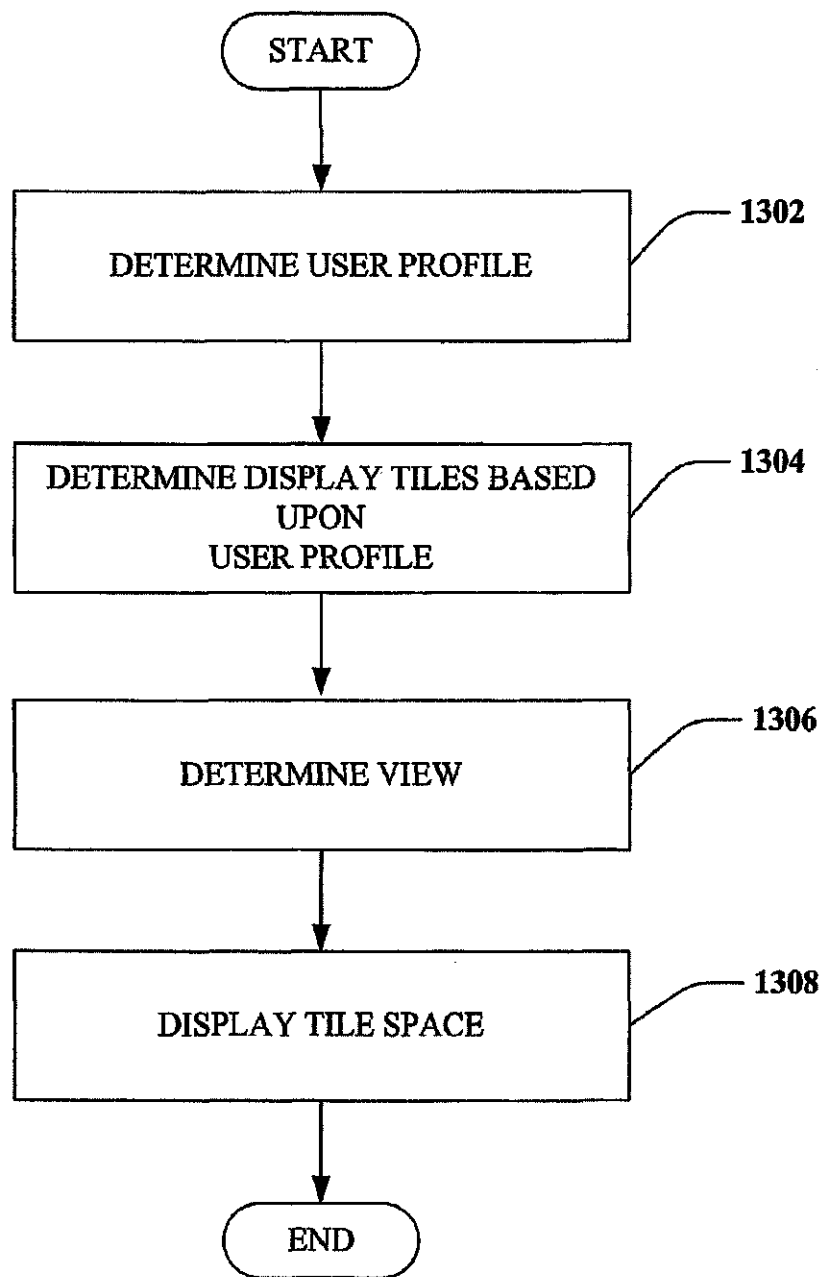 START
DETERMINE USER PROFILE
1302
DETERMINE DISPLAY TILES BASED
UPON
USER PROFILE
1304
DETERMINE VIEW
1306
DISPLAY TILE SPACE
1308
END